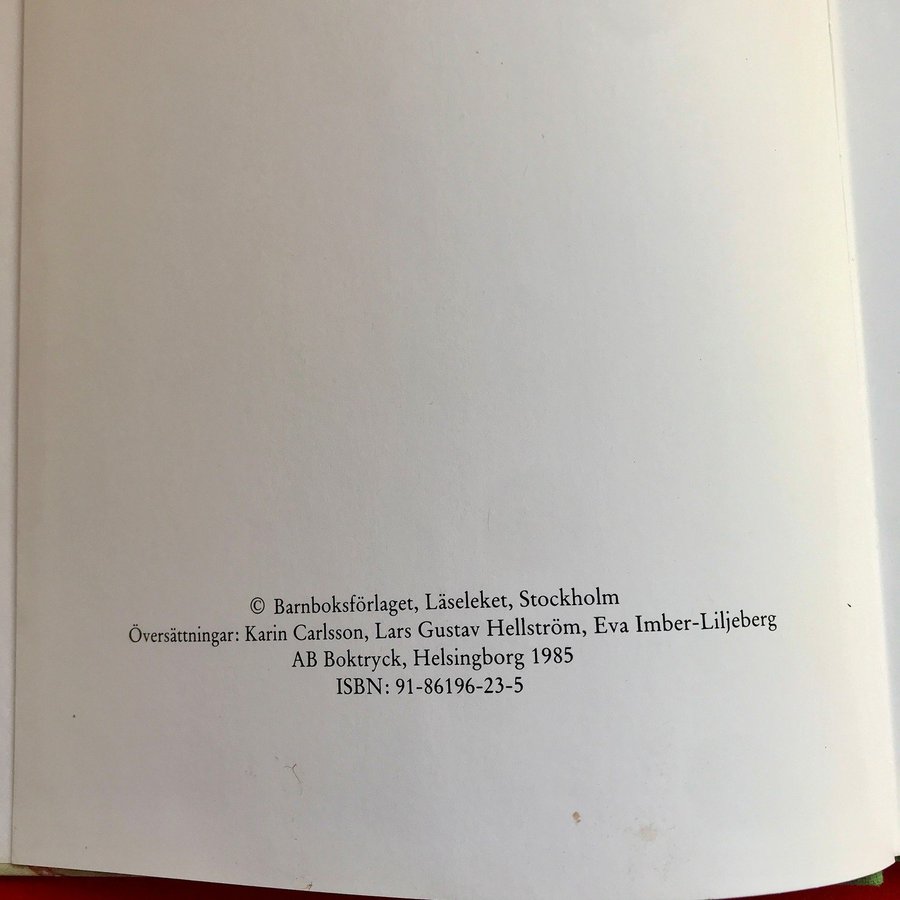 © Barnboksförlaget, Läseleket, Stockholm
Översättningar: Karin Carlsson, Lars Gustav Hellström, Eva Imber-Liljeberg
AB Boktryck, Helsingborg 1985
ISBN: 91-86196-23-5